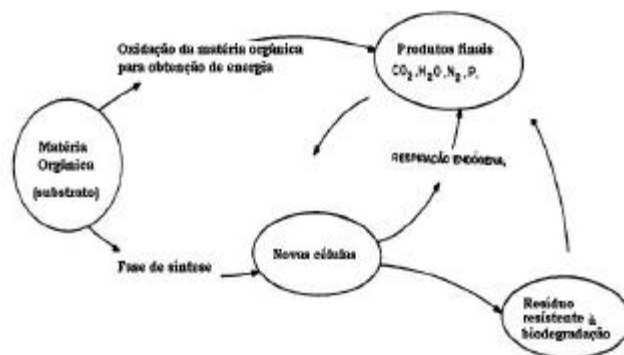 Oxidação da matéria orgânica
para obtenção de energia
Produtos finais
CO₂,H₂O,N₂,P,
Matéria
Orgânica
(substrato)
RESPIRAÇÃO ENDÓGENA
Fase de síntese
Novas células
Resíduo
resistente à
biodegradação